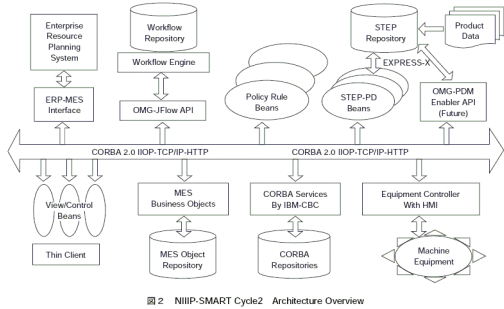 Enterprise
Resource
Planning
System
Workflow
Repository
Workflow Engine
STEP
Repository
Product
Data
EXPRESS-X
ERP-MES
Interface
OMG-JFlow API
Policy Rule
Beans
STEP-PD
Beans
OMG-PDM
Enabler API
(Future)
CORBA 2.0 IIOP-TCP/IP-HTTP
CORBA 2.0 IIOP-TCP/IP-HTTP
View/Control
Beans
MES
Business Objects
CORBA Services
By IBM-CBC
Equipment Controller
With HMI
Thin Client
MES Object
Repository
CORBA
Repositories
Machine
Equipment
図 2 NIIIP-SMART Cycle2 Architecture Overview